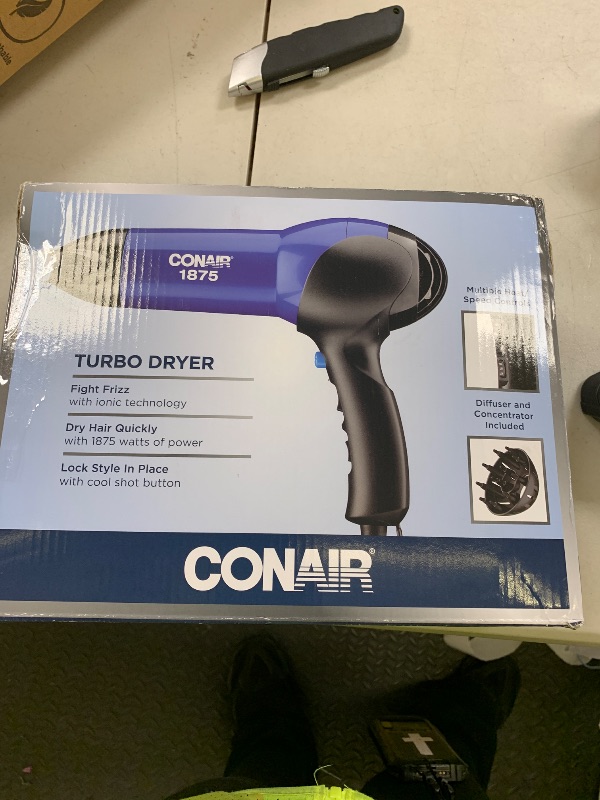 CONAIR®
1875
Multiple Heat/
Speed Controls
TURBO DRYER
Fight Frizz
with ionic technology
Dry Hair Quickly
with 1875 watts of power
Lock Style In Place
with cool shot button
Diffuser and
Concentrator
Included
CONAIR®